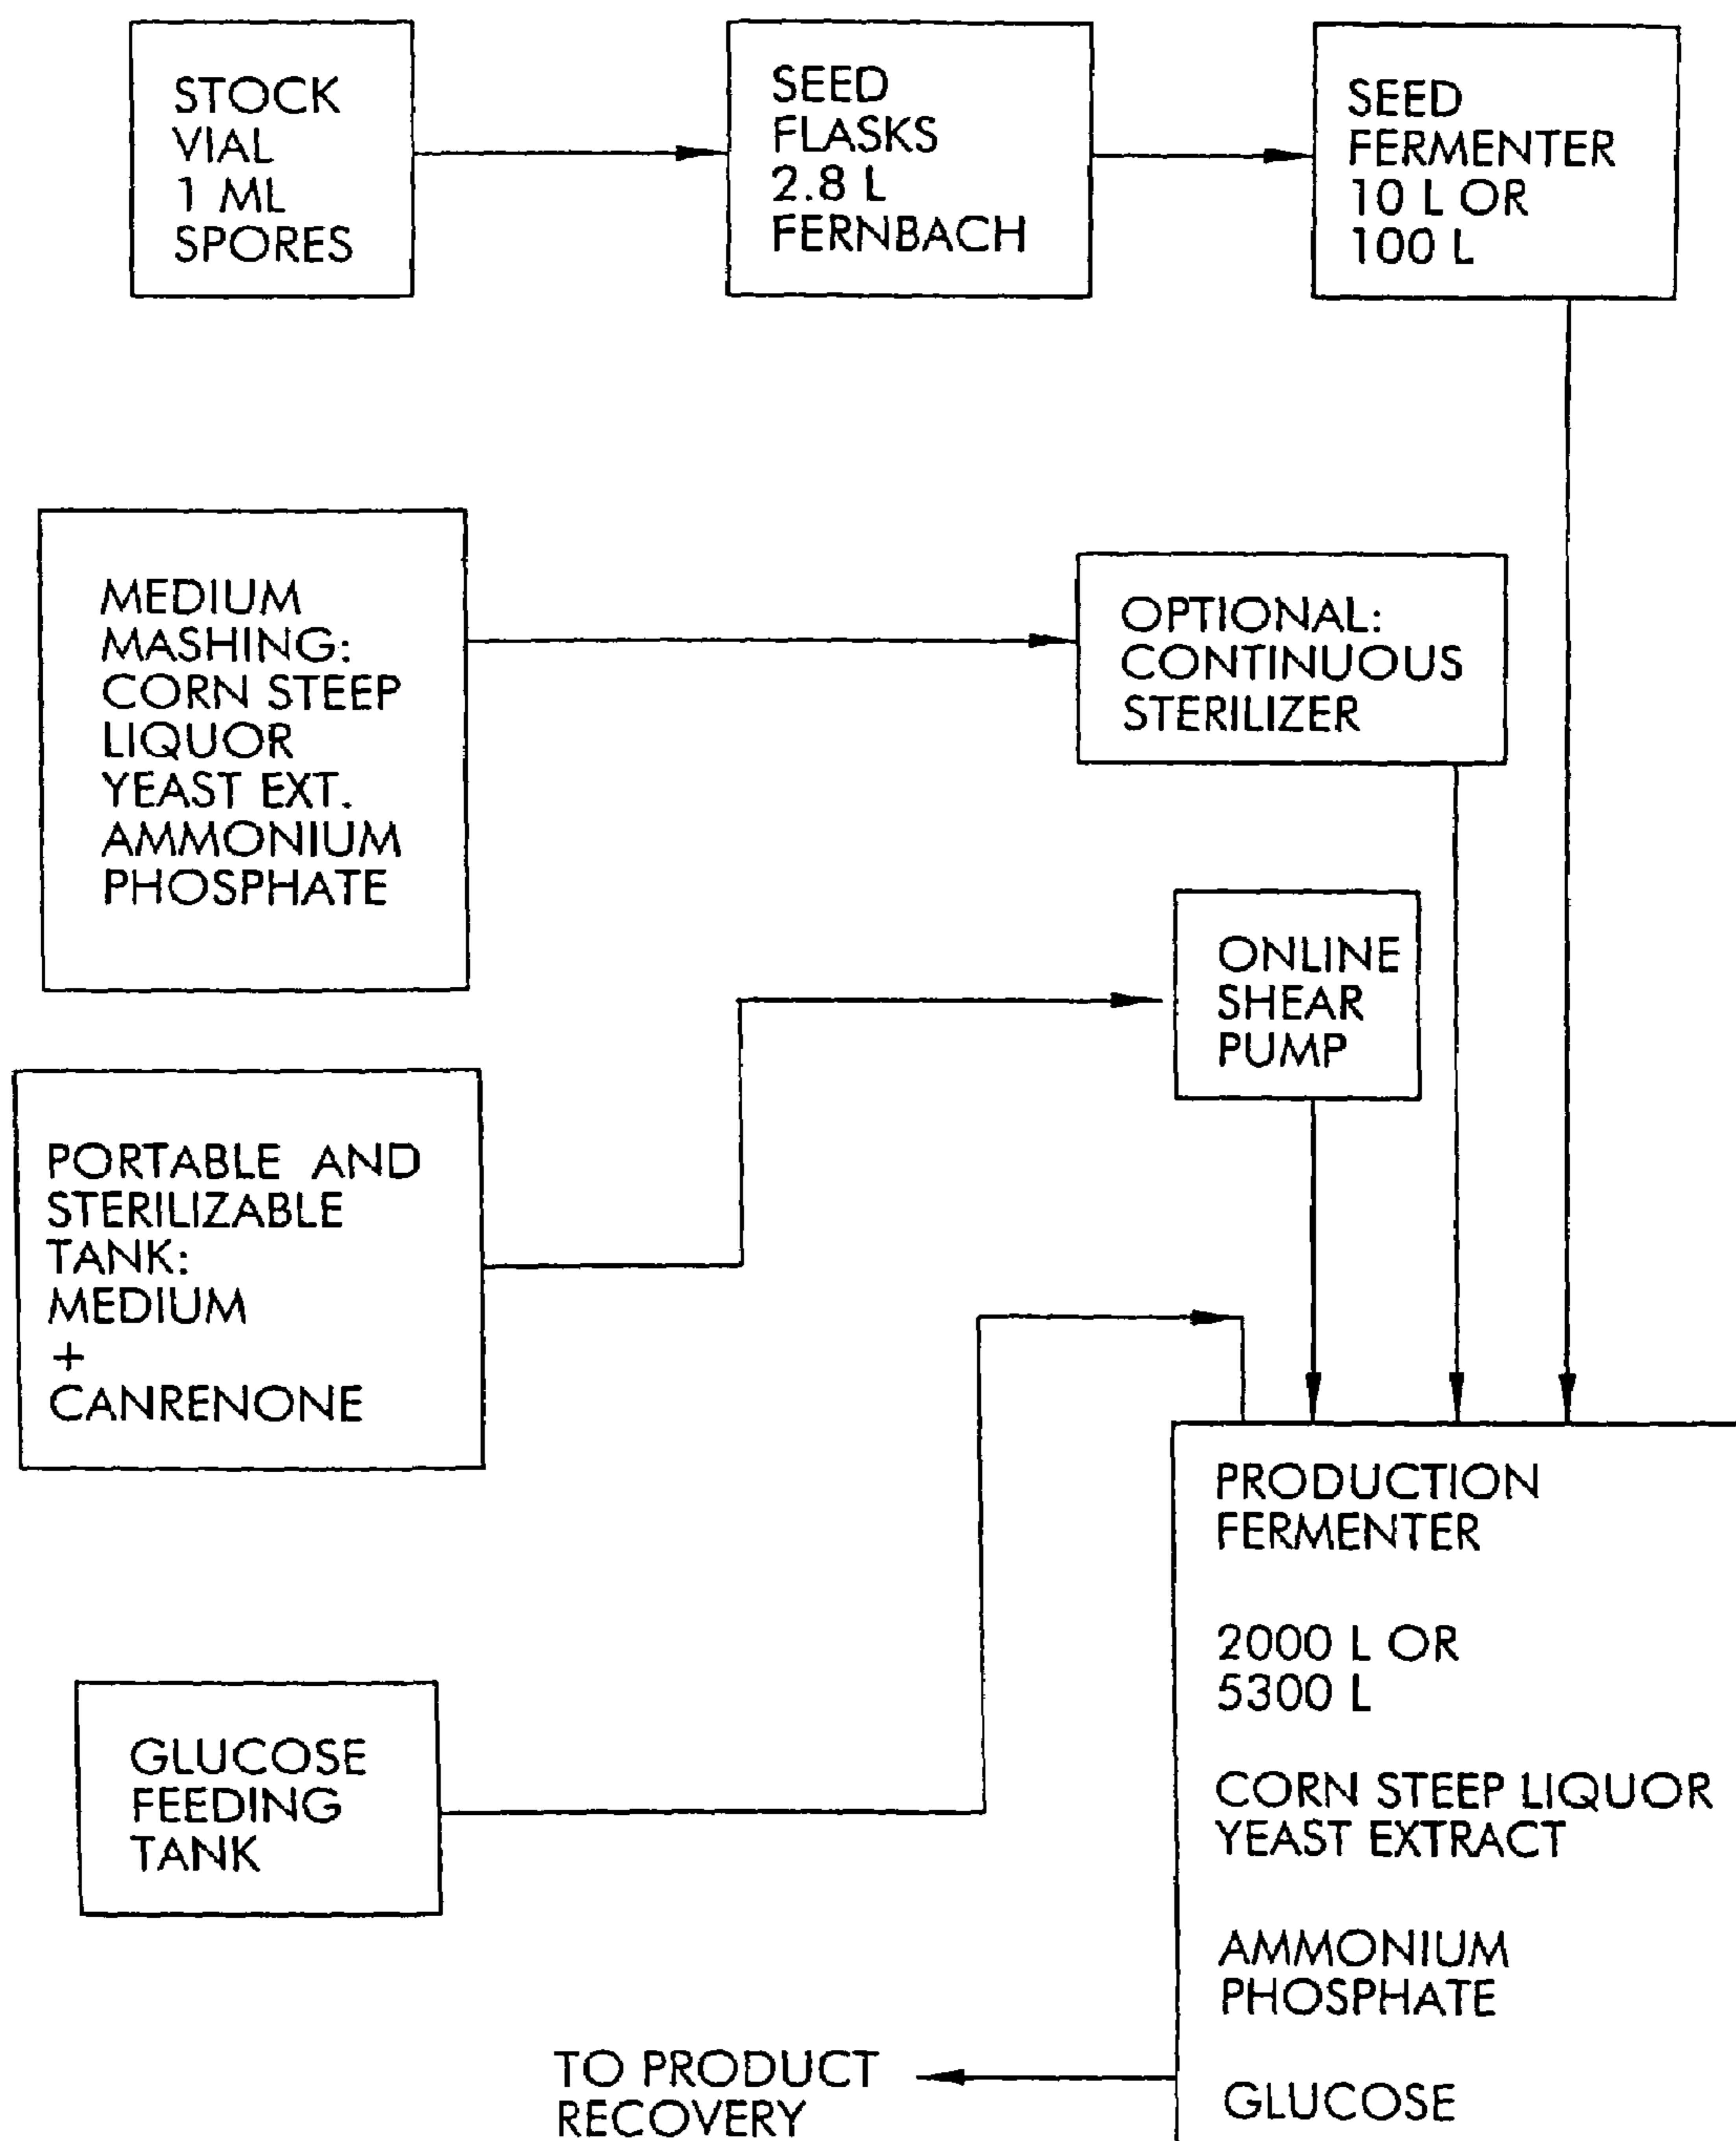 STOCK
VIAL
1 ML
SPORES
SEED
FLASKS
2.8 L
FERNBACH
SEED
FERMENTER
10 L OR
100 L
MEDIUM
MASHING:
CORN STEEP
LIQUOR
YEAST EXT.
AMMONIUM
PHOSPHATE
OPTIONAL:
CONTINUOUS
STERILIZER
ONLINE
SHEAR
PUMP
PORTABLE AND
STERILIZABLE
TANK:
MEDIUM
+
CANRENONE
GLUCOSE
FEEDING
TANK
PRODUCTION
FERMENTER
2000 L OR
5300 L
CORN STEEP LIQUOR
YEAST EXTRACT
AMMONIUM
PHOSPHATE
GLUCOSE
TO PRODUCT
RECOVERY